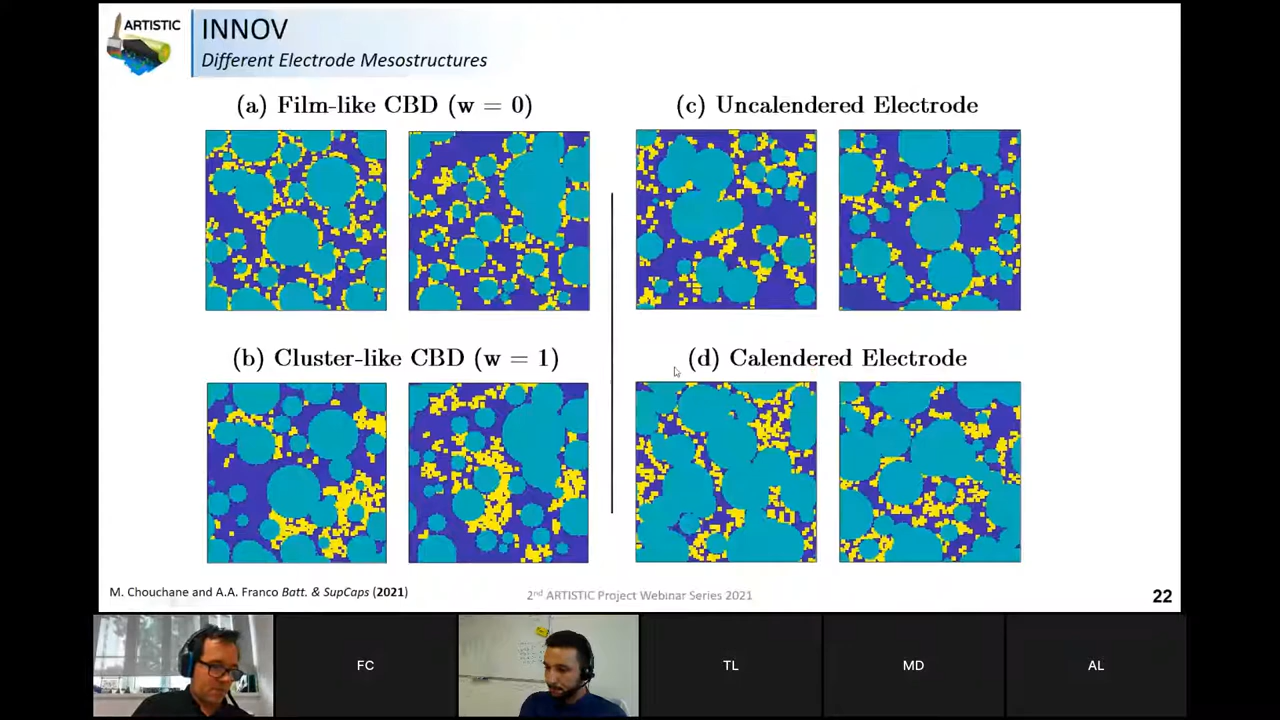 ARTISTIC
INNOV
Different Electrode Mesostructures
(a) Film-like CBD (w = 0)
(c) Uncalendered Electrode
(b) Cluster-like CBD (w = 1)
(d) Calendered Electrode
M. Chouchane and A.A. Franco Batt. & SupCaps (2021)
2nd ARTISTIC Project Webinar Series 2021
22
FC
TL
MD
AL